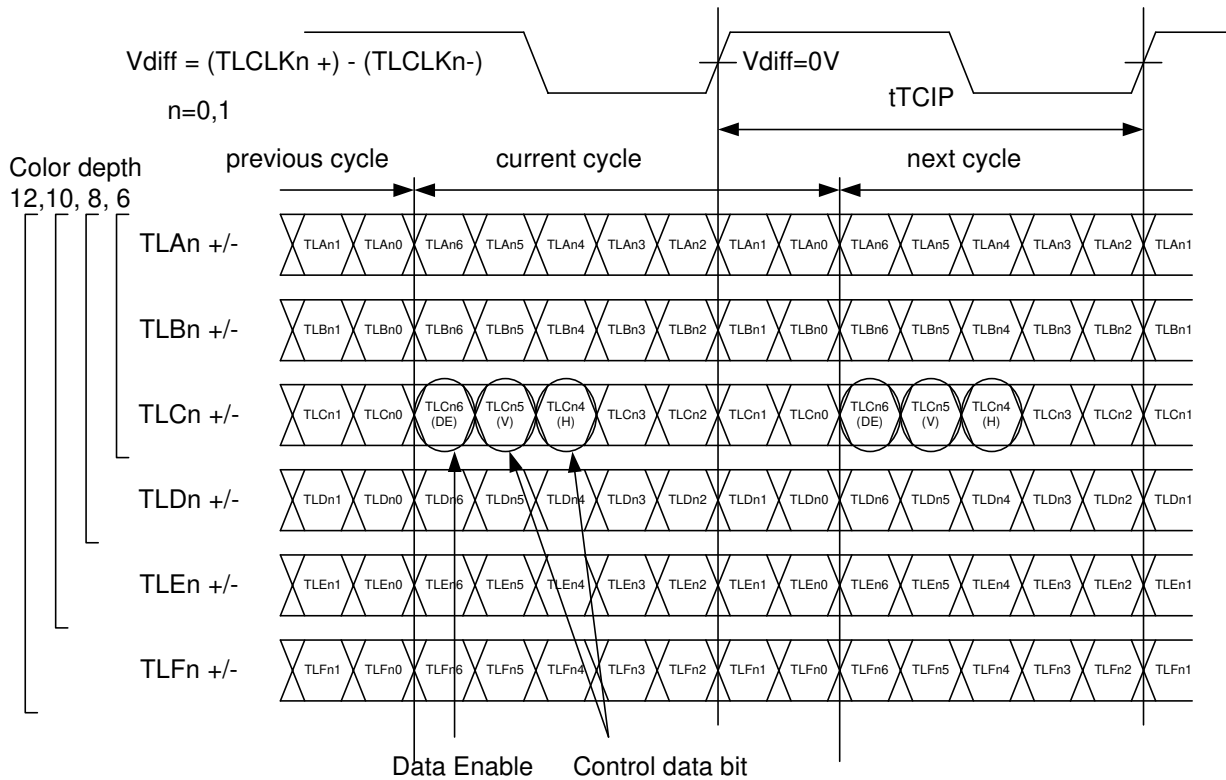 Vdiff = (TLCLKn +) - (TLCLKn-)
Vdiff=0V
n=0,1
tTCIP
previous cycle current cycle next cycle
Color depth
12,10, 8, 6
TLAn +/- TLAn1 TLAn0 TLAn6 TLAn5 TLAn4 TLAn3 TLAn2 TLAn1 TLAn0 TLAn6 TLAn5 TLAn4 TLAn3 TLAn2 TLAn1
TLBn +/- TLBn1 TLBn0 TLBn6 TLBn5 TLBn4 TLBn3 TLBn2 TLBn1 TLBn0 TLBn6 TLBn5 TLBn4 TLBn3 TLBn2 TLBn1
TLCn +/- TLCn1 TLCn0 TLCn6 (DE) TLCn5 (V) TLCn4 (H) TLCn3 TLCn2 TLCn1 TLCn0 TLCn6 (DE) TLCn5 (V) TLCn4 (H) TLCn3 TLCn2 TLCn1
TLDn +/- TLDn1 TLDn0 TLDn6 TLDn5 TLDn4 TLDn3 TLDn2 TLDn1 TLDn0 TLDn6 TLDn5 TLDn4 TLDn3 TLDn2 TLDn1
TLEn +/- TLEn1 TLEn0 TLEn6 TLEn5 TLEn4 TLEn3 TLEn2 TLEn1 TLEn0 TLEn6 TLEn5 TLEn4 TLEn3 TLEn2 TLEn1
TLFn +/- TLFn1 TLFn0 TLFn6 TLFn5 TLFn4 TLFn3 TLFn2 TLFn1 TLFn0 TLFn6 TLFn5 TLFn4 TLFn3 TLFn2 TLFn1
Data Enable Control data bit